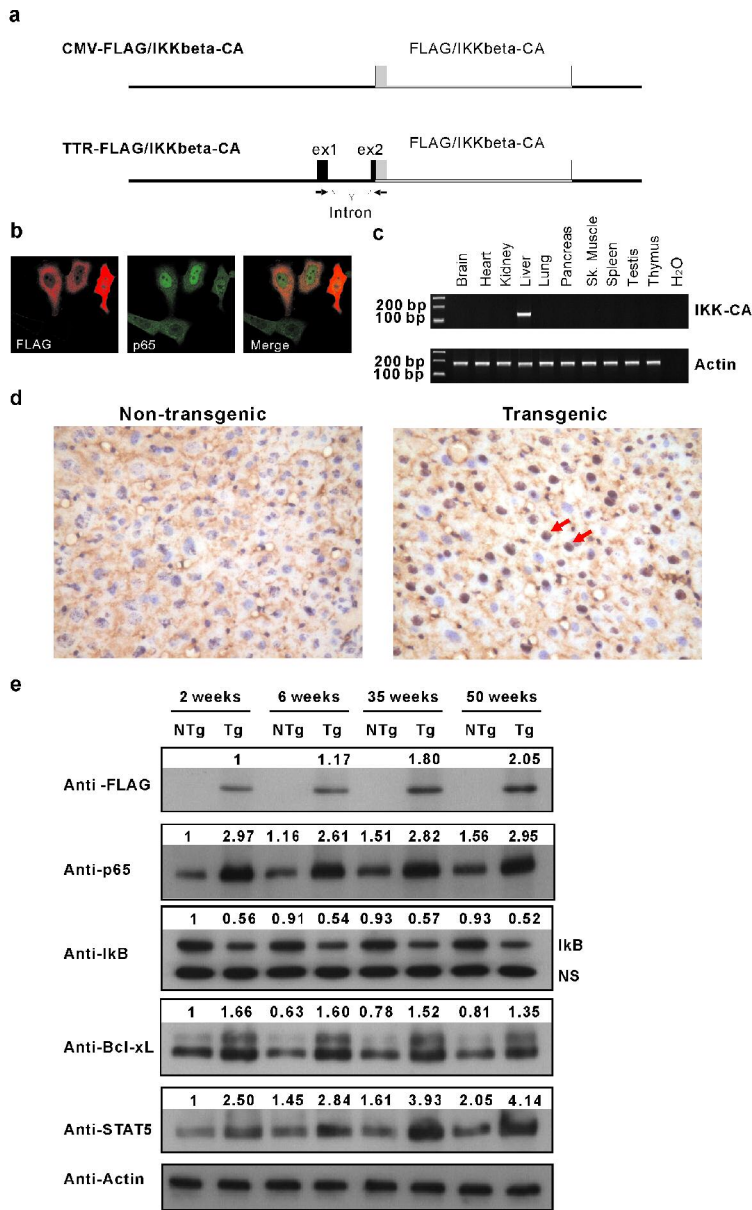 a
CMV-FLAG/IKKbeta-CA
FLAG/IKKbeta-CA
TTR-FLAG/IKKbeta-CA
ex1
ex2
FLAG/IKKbeta-CA
Intron
b
FLAG
p65
Merge
c
Brain
Heart
Kidney
Liver
Lung
Pancreas
Sk. Muscle
Spleen
Testis
Thymus
H₂O
200 bp
100 bp
IKK-CA
200 bp
100 bp
Actin
d
Non-transgenic
Transgenic
e
2 weeks 6 weeks 35 weeks 50 weeks
NTg Tg NTg Tg NTg Tg NTg Tg
1 1.17 1.80 2.05
Anti -FLAG
1 2.97 1.16 2.61 1.51 2.82 1.56 2.95
Anti-p65
1 0.56 0.91 0.54 0.93 0.57 0.93 0.52
Anti-IkB
IkB
NS
1 1.66 0.63 1.60 0.78 1.52 0.81 1.35
Anti-Bcl-xL
1 2.50 1.45 2.84 1.61 3.93 2.05 4.14
Anti-STAT5
Anti-Actin